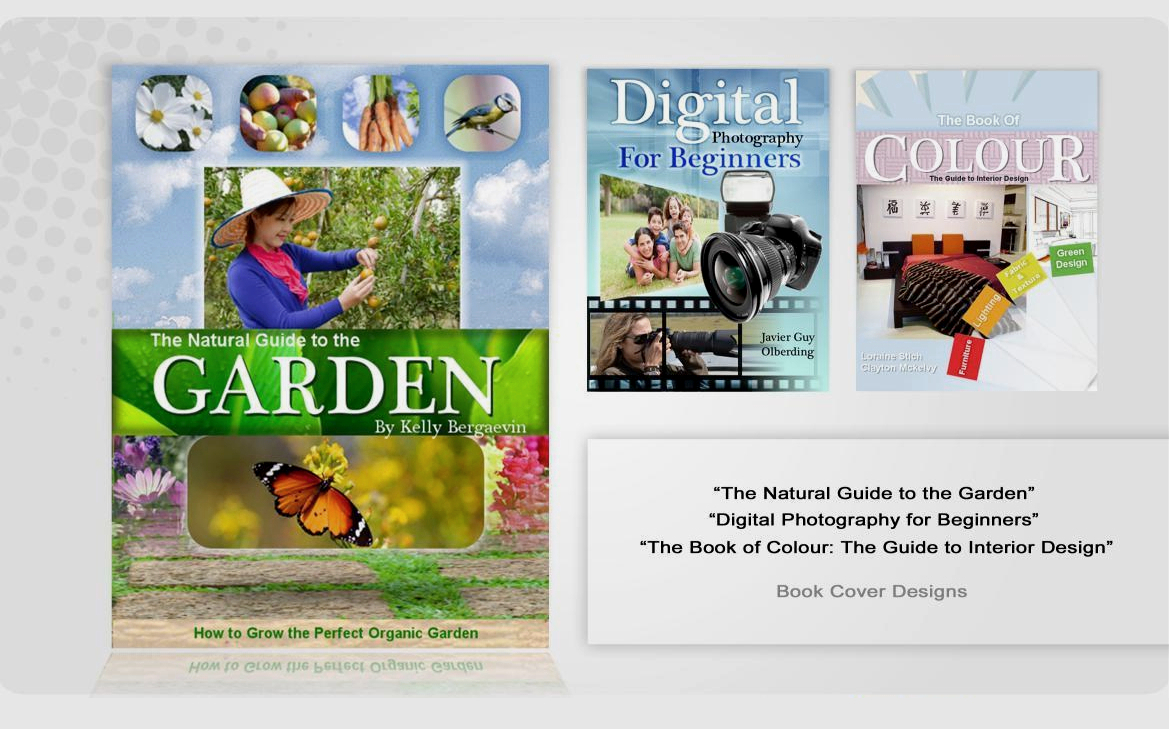 The Natural Guide to the
GARDEN
By Kelly Bergaevin
How to Grow the Perfect Organic Garden
How to Grow the Perfect Organic Garden
Digital
Photography
For Beginners
Javier Guy
Olberding
The Book Of
COLOUR
The Guide to Interior Design
Green
Design
Fabric
&
Texture
Lighting
Furniture
Loraine Stich
Clayton Mckelvy
“The Natural Guide to the Garden”
“Digital Photography for Beginners”
“The Book of Colour: The Guide to Interior Design”
Book Cover Designs